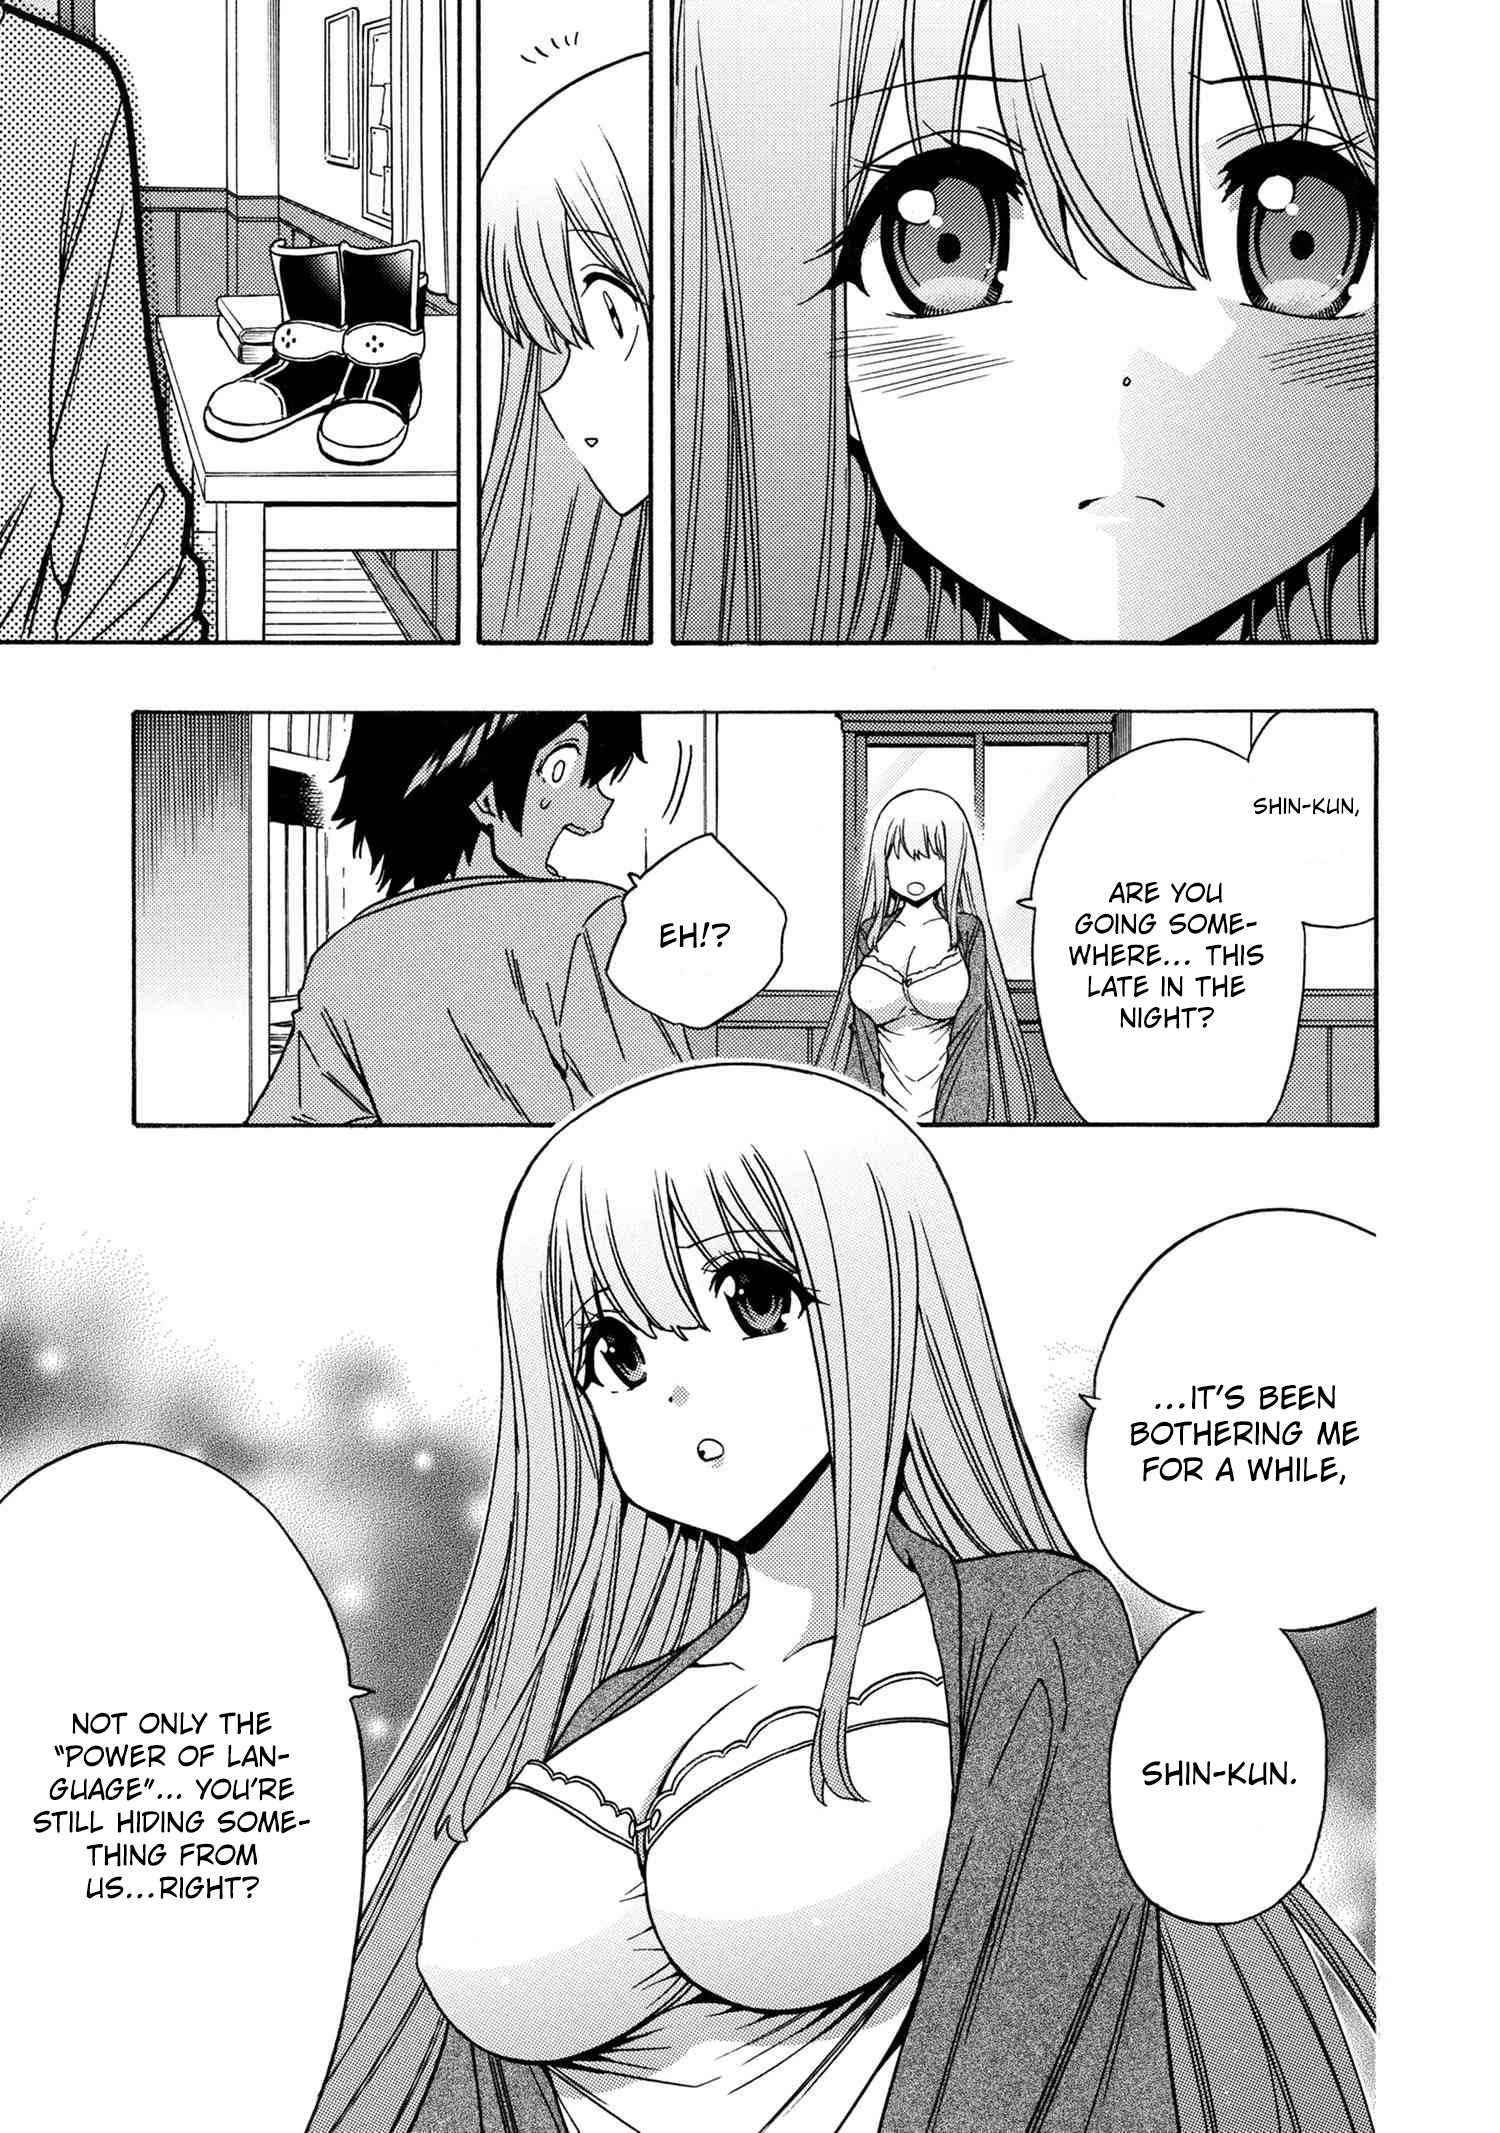 SHIN-KUN,
ARE YOU
GOING SOME-
WHERE... THIS
LATE IN THE
NIGHT?
EH!?
...IT'S BEEN
BOTHERING ME
FOR A WHILE,
SHIN-KUN.
NOT ONLY THE
"POWER OF LAN-
GUAGE"... YOU'RE
STILL HIDING SOME-
THING FROM
US...RIGHT?